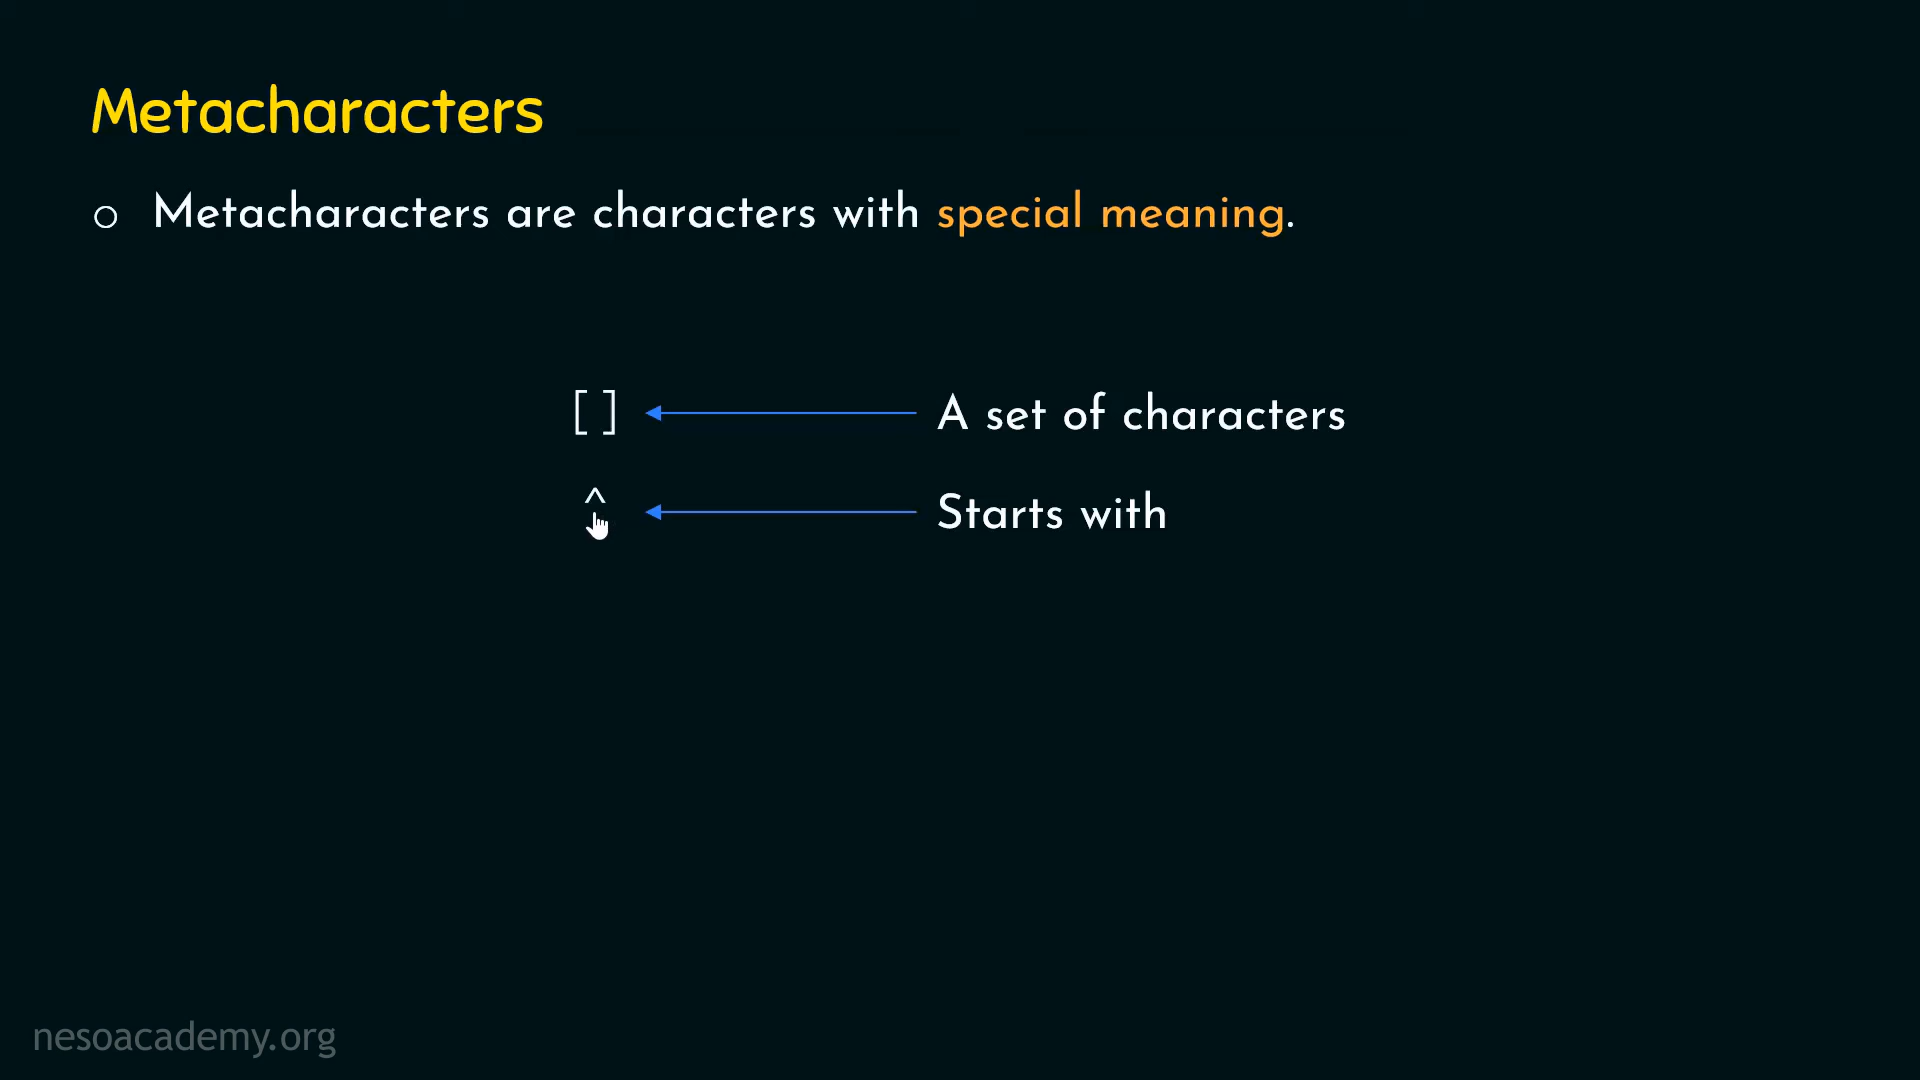 Metacharacters
○ Metacharacters are characters with special meaning.
[ ] A set of characters
^ Starts with
nesoacademy.org